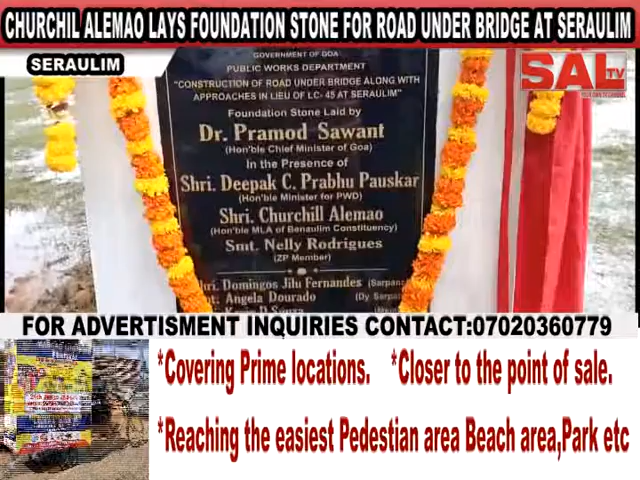 CHURCHIL ALEMAO LAYS FOUNDATION STONE FOR ROAD UNDER BRIDGE AT SERAULIM
SERAULIM
SAL TV
GOVERNMENT OF GOA
PUBLIC WORKS DEPARTMENT
"CONSTRUCTION OF ROAD UNDER BRIDGE ALONG WITH
APPROACHES IN LIEU OF LC- 45 AT SERAULIM"
Foundation Stone Laid by
Dr. Pramod Sawant
(Hon'ble Chief Minister of Goa)
In the Presence of
Shri. Deepak C. Prabhu Pauskar
(Hon'ble Minister for PWD)
Shri. Churchill Alemao
(Hon'ble MLA of Benaulim Constituency)
Smt. Nelly Rodrigues
(ZP Member)
Shri. Domingos Jilu Fernandes
Angela Dourado
FOR ADVERTISMENT INQUIRIES CONTACT:07020360779
*Covering Prime locations. *Closer to the point of sale.
*Reaching the easiest Pedestian area Beach area,Park etc